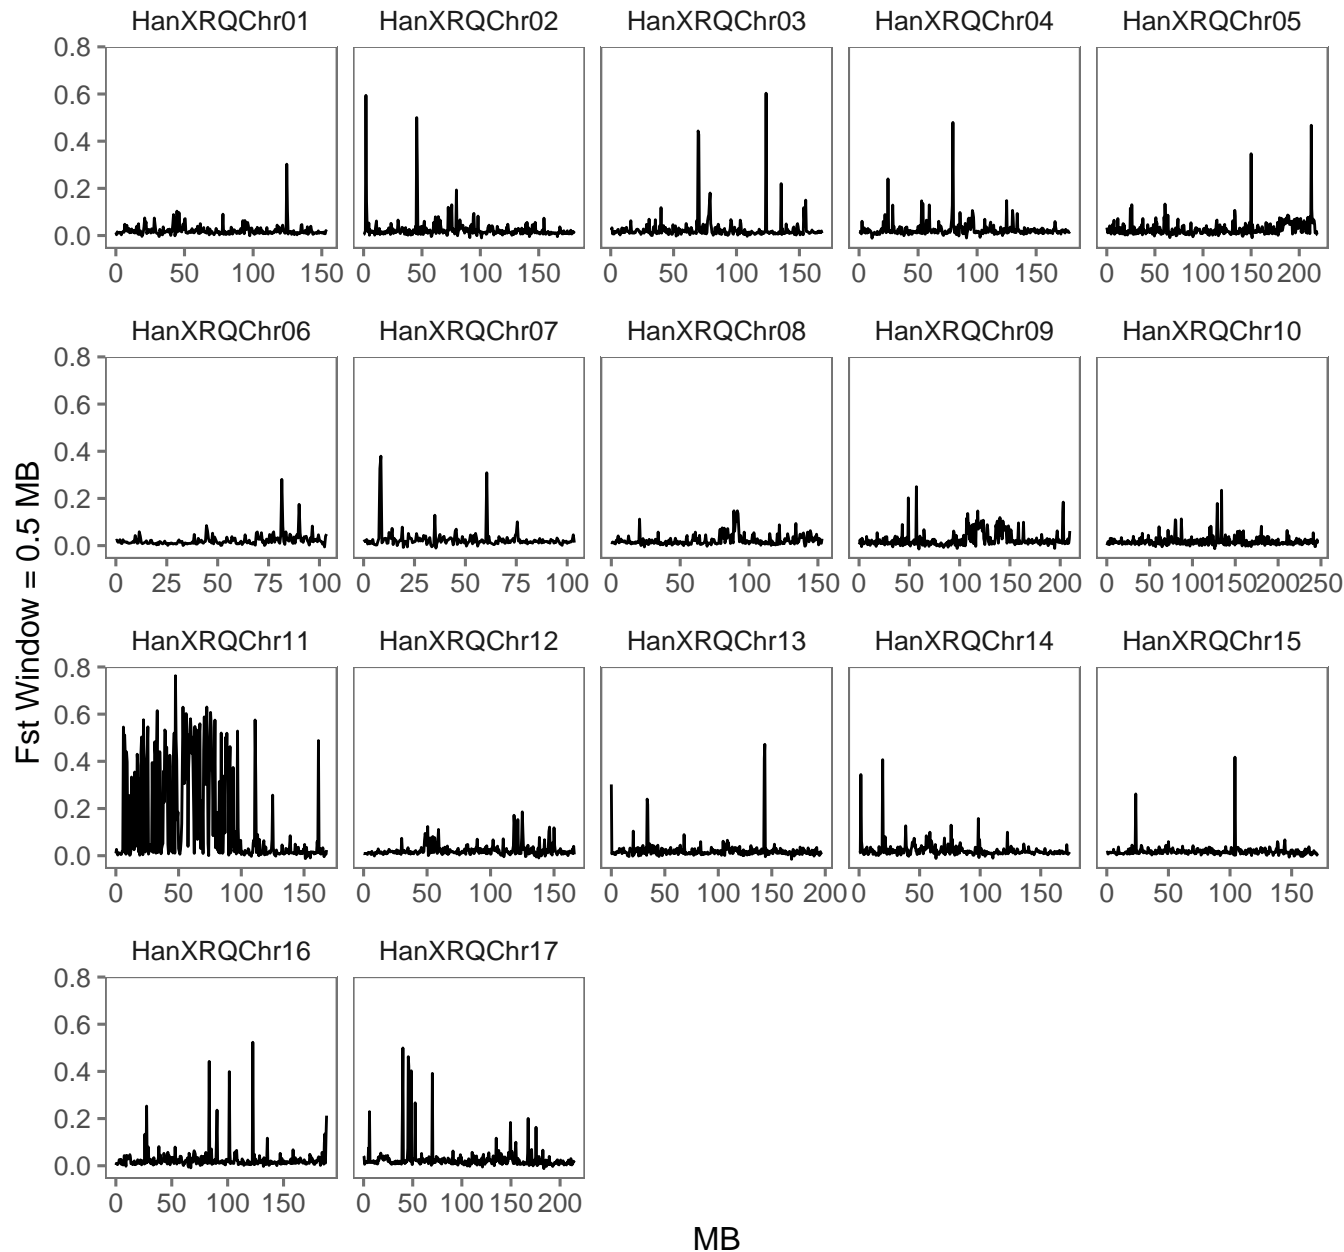 HanXRQChr01 HanXRQChr02 HanXRQChr03 HanXRQChr04 HanXRQChr05
0.8
0.6
0.4
0.2
0.0
0 50 100 150 0 50 100 150 0 50 100 150 0 50 100 150 0 50 100 150 200
HanXRQChr06 HanXRQChr07 HanXRQChr08 HanXRQChr09 HanXRQChr10
0.8
0.6
0.4
0.2
0.0
0 25 50 75 100 0 25 50 75 100 0 50 100 150 0 50 100 150 200 0 50 100 150 200 250
Fst Window = 0.5 MB
HanXRQChr11 HanXRQChr12 HanXRQChr13 HanXRQChr14 HanXRQChr15
0.8
0.6
0.4
0.2
0.0
0 50 100 150 0 50 100 150 0 50 100 150 200 0 50 100 150 0 50 100 150
HanXRQChr16 HanXRQChr17
0.8
0.6
0.4
0.2
0.0
0 50 100 150 0 50 100 150 200
MB